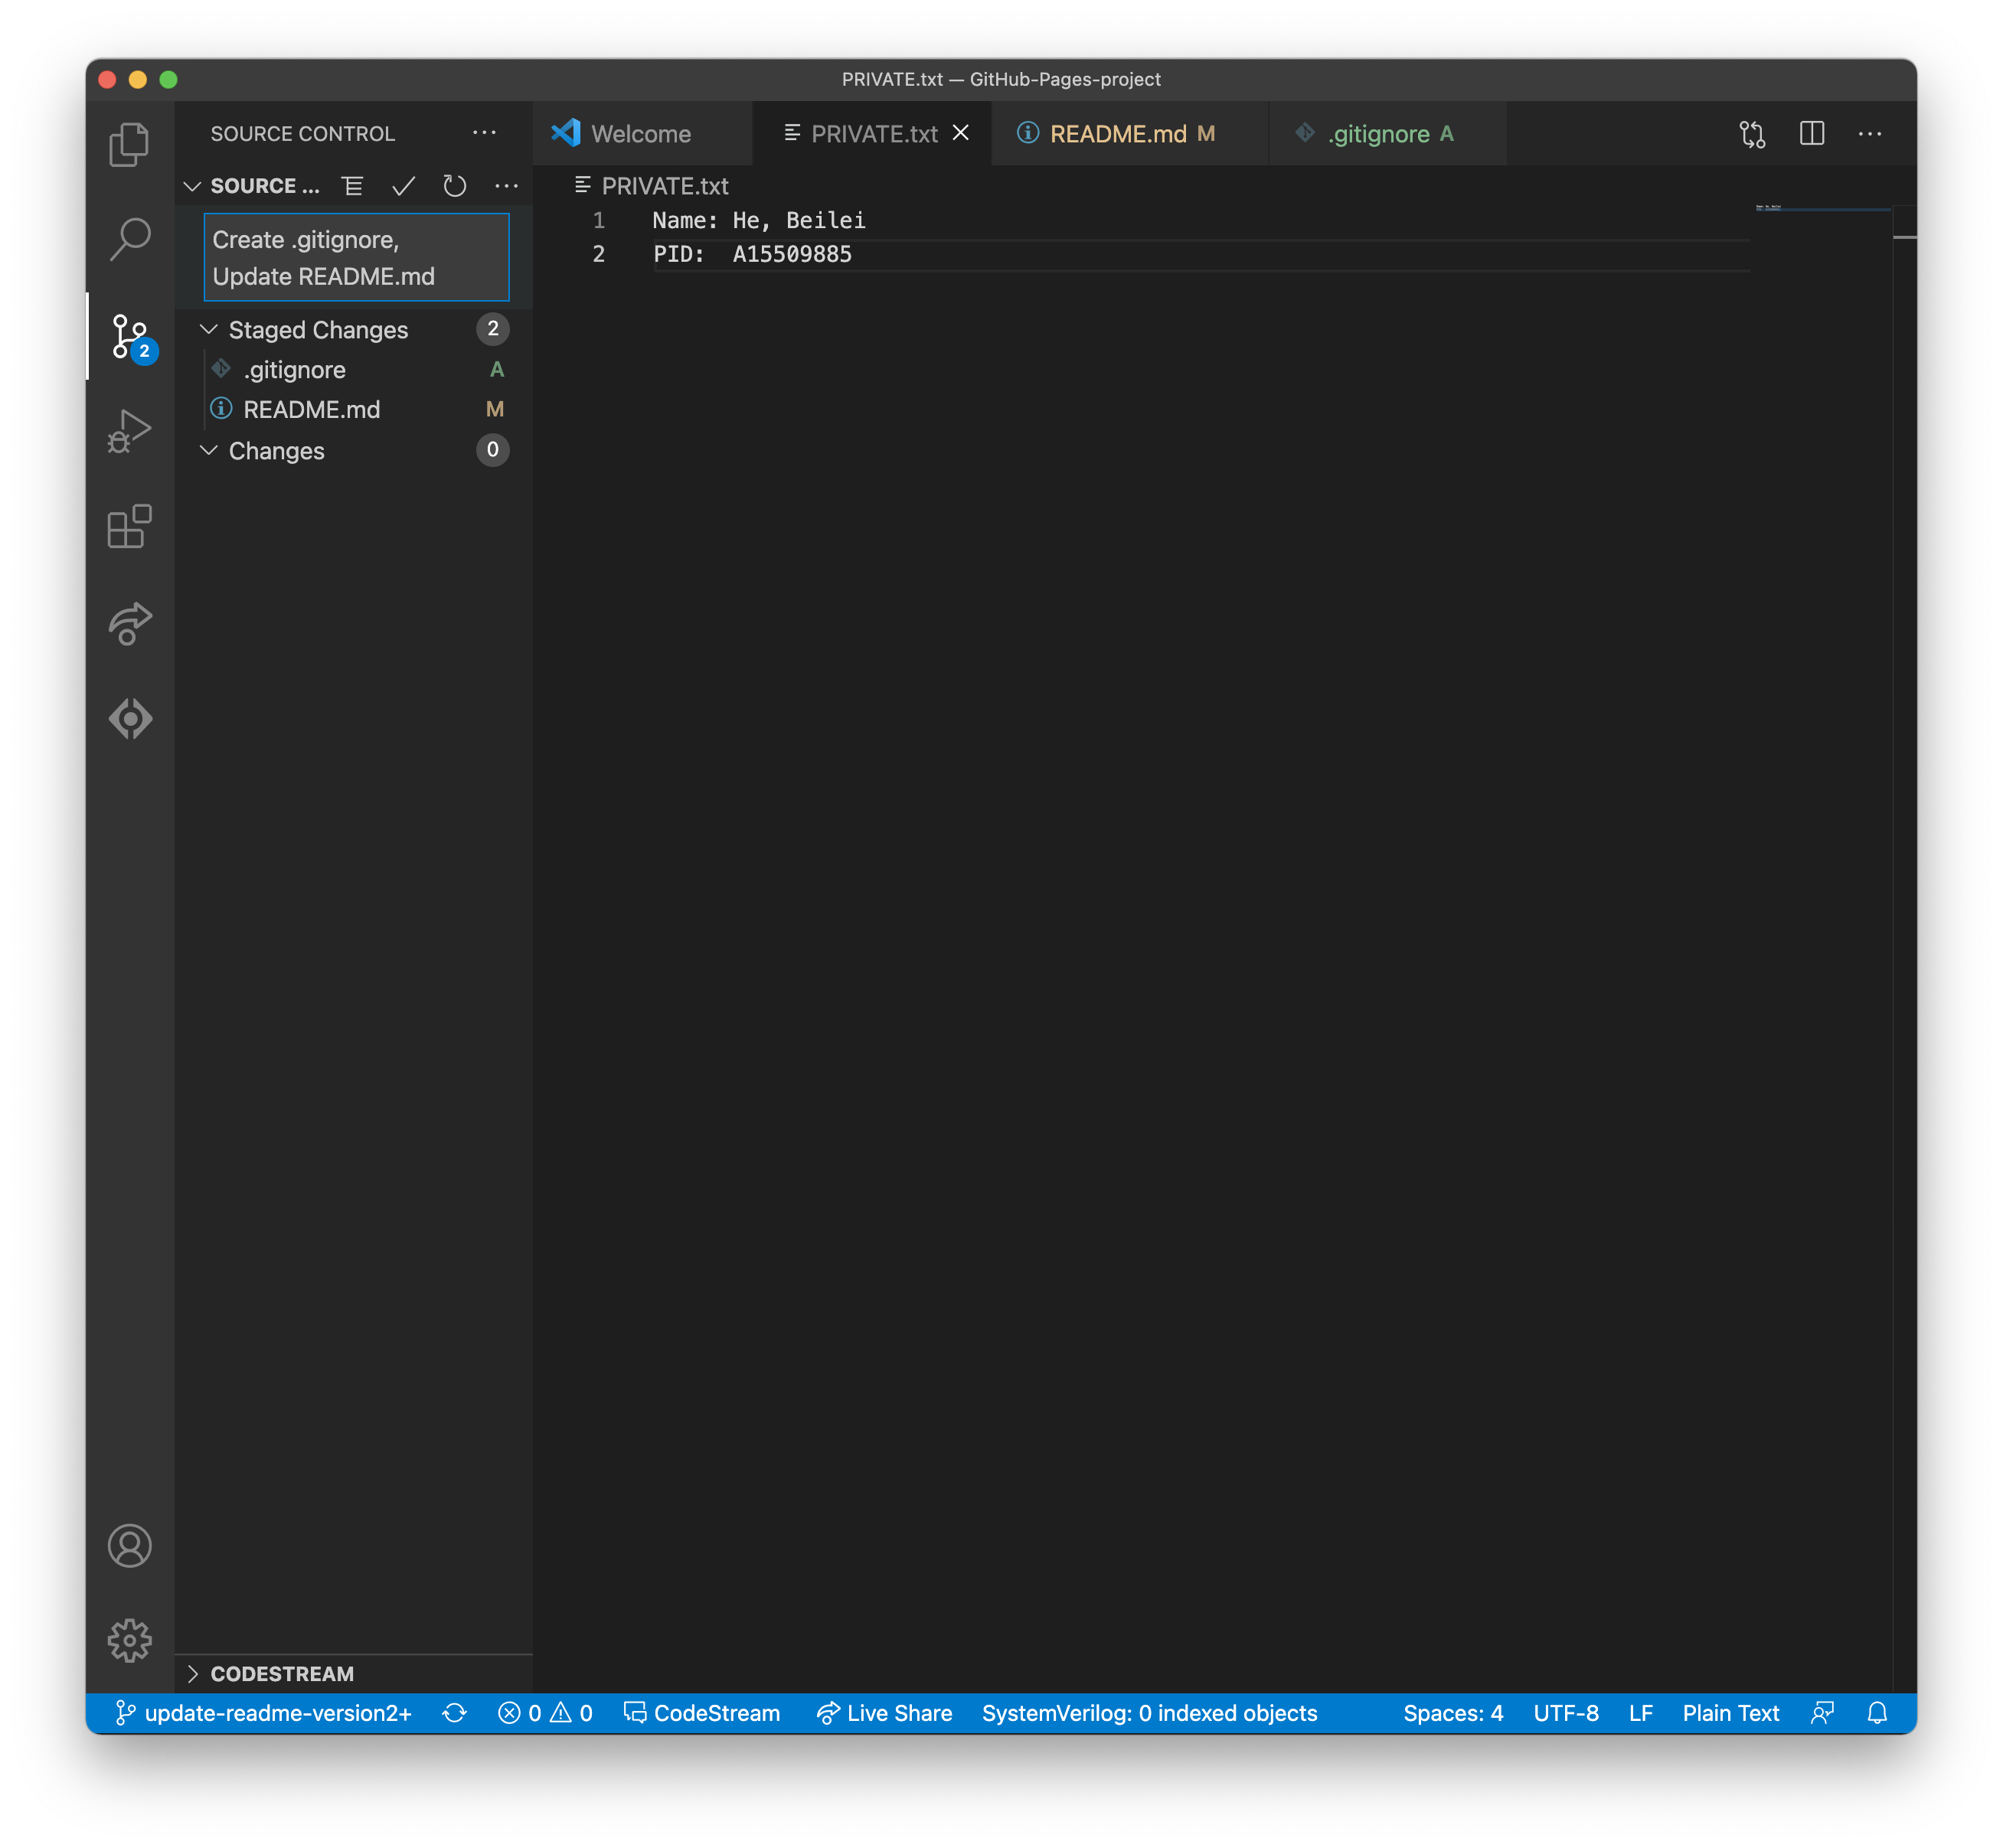 PRIVATE.txt — GitHub-Pages-project
SOURCE CONTROL
Welcome
PRIVATE.txt
README.md M
.gitignore A
SOURCE ...
PRIVATE.txt
Create .gitignore,
Update README.md
1 Name: He, Beilei
2 PID:  A15509885
Staged Changes 2
.gitignore A
README.md M
Changes 0
2
CODESTREAM
update-readme-version2+ 0 0 CodeStream Live Share SystemVerilog: 0 indexed objects Spaces: 4 UTF-8 LF Plain Text